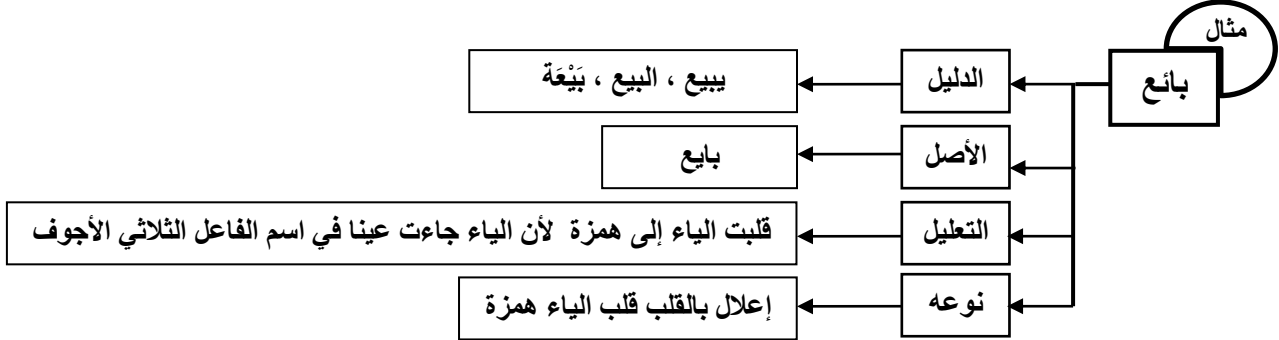 مثال
بائع
الدليل
يبيع ، البيع ، بَيْعَة
الأصل
بايع
التعليل
قلبت الياء إلى همزة لأن الياء جاءت عينا في اسم الفاعل الثلاثي الأجوف
نوعه
إعلال بالقلب قلب الياء همزة